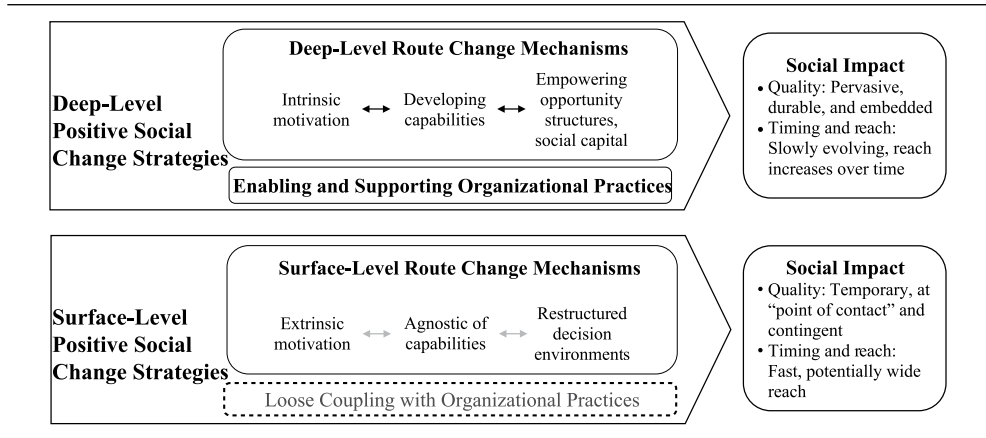 Deep-Level Route Change Mechanisms
Deep-Level
Positive Social
Change Strategies
Intrinsic
motivation
Developing
capabilities
Empowering
opportunity
structures,
social capital
Enabling and Supporting Organizational Practices
Social Impact
• Quality: Pervasive,
durable, and embedded
• Timing and reach:
Slowly evolving, reach
increases over time
Surface-Level Route Change Mechanisms
Surface-Level
Positive Social
Change Strategies
Extrinsic
motivation
Agnostic of
capabilities
Restructured
decision
environments
Loose Coupling with Organizational Practices
Social Impact
• Quality: Temporary, at
“point of contact” and
contingent
• Timing and reach:
Fast, potentially wide
reach